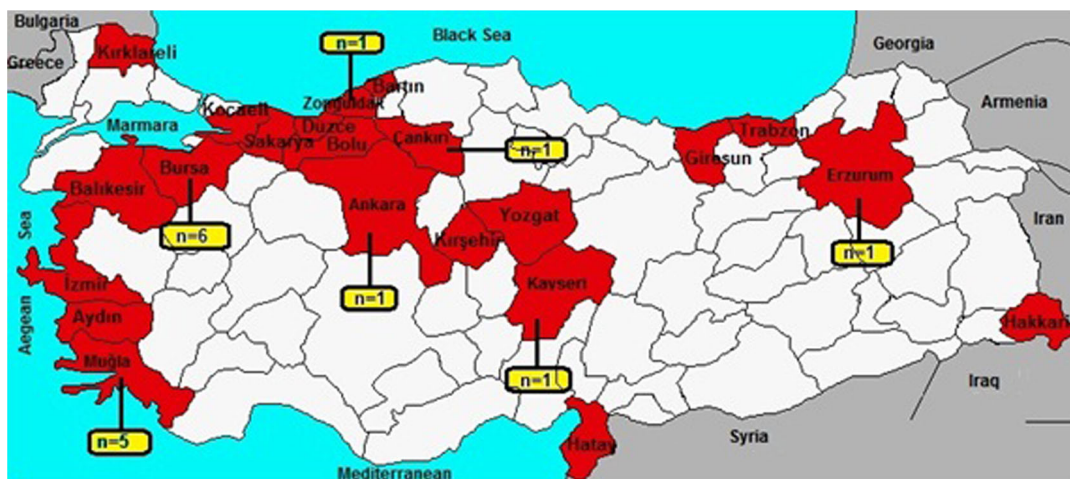 Bulgaria
Black Sea
Georgia
Greece
Kırklareli
n=1
Bartın
Armenia
Kocaeli
Zonguldak
Marmara
Düzce
Çankırı
Trabzon
Sakarya
Bolu
n=1
Giresun
Bursa
Erzurum
Balıkesir
Ankara
Yozgat
Iran
Aegean Sea
n=6
Kırşehir
n=1
İzmir
Kayseri
n=1
Aydın
Hakkari
Muğla
n=1
Iraq
n=5
Hatay
Syria
Mediterranean